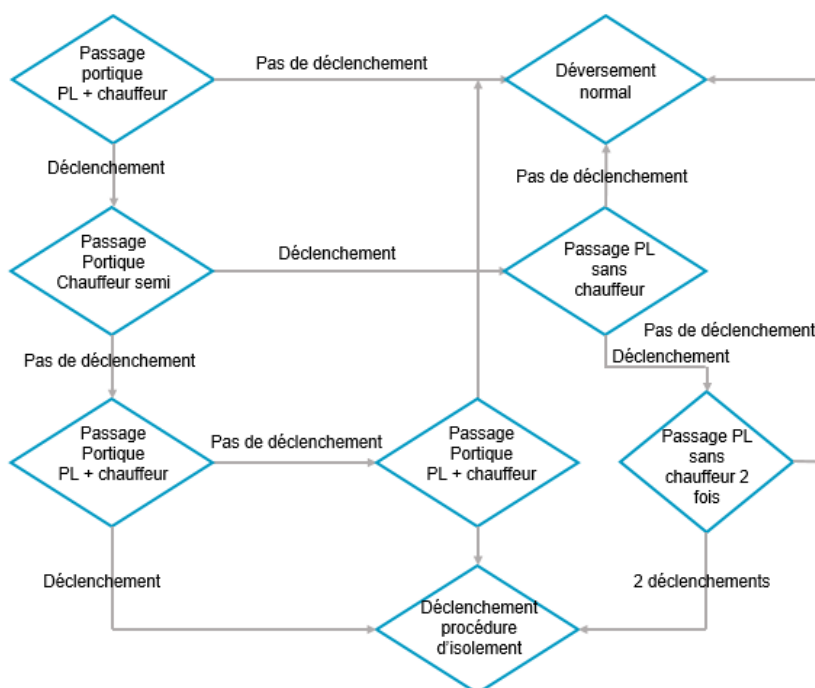 Passage
portique
PL + chauffeur
Pas de déclenchement
Déversement
normal
Déclenchement
Pas de déclenchement
Passage
Portique
Chauffeur semi
Déclenchement
Passage PL
sans
chauffeur
Pas de déclenchement
Pas de déclenchement
Déclenchement
Passage
Portique
PL + chauffeur
Pas de déclenchement
Passage
Portique
PL + chauffeur
Passage PL
sans
chauffeur 2
fois
Déclenchement
2 déclenchements
Déclenchement
procédure
d'isolement